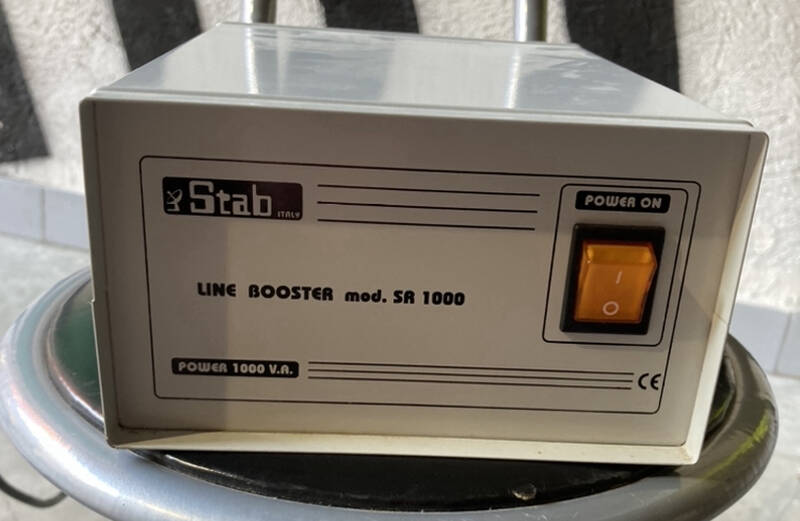 Stab ITALY
POWER ON
I
O
LINE BOOSTER mod. SR 1000
POWER 1000 V.A.
CE